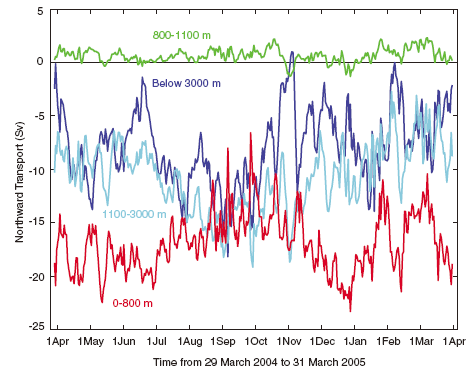 5
0
-5
-10
-15
-20
-25
Northward Transport (Sv)
800-1100 m
Below 3000 m
1100-3000 m
0-800 m
1Apr 1May 1Jun 1Jul 1Aug 1Sep 1Oct 1Nov 1Dec 1Jan 1Feb 1Mar 1Apr
Time from 29 March 2004 to 31 March 2005